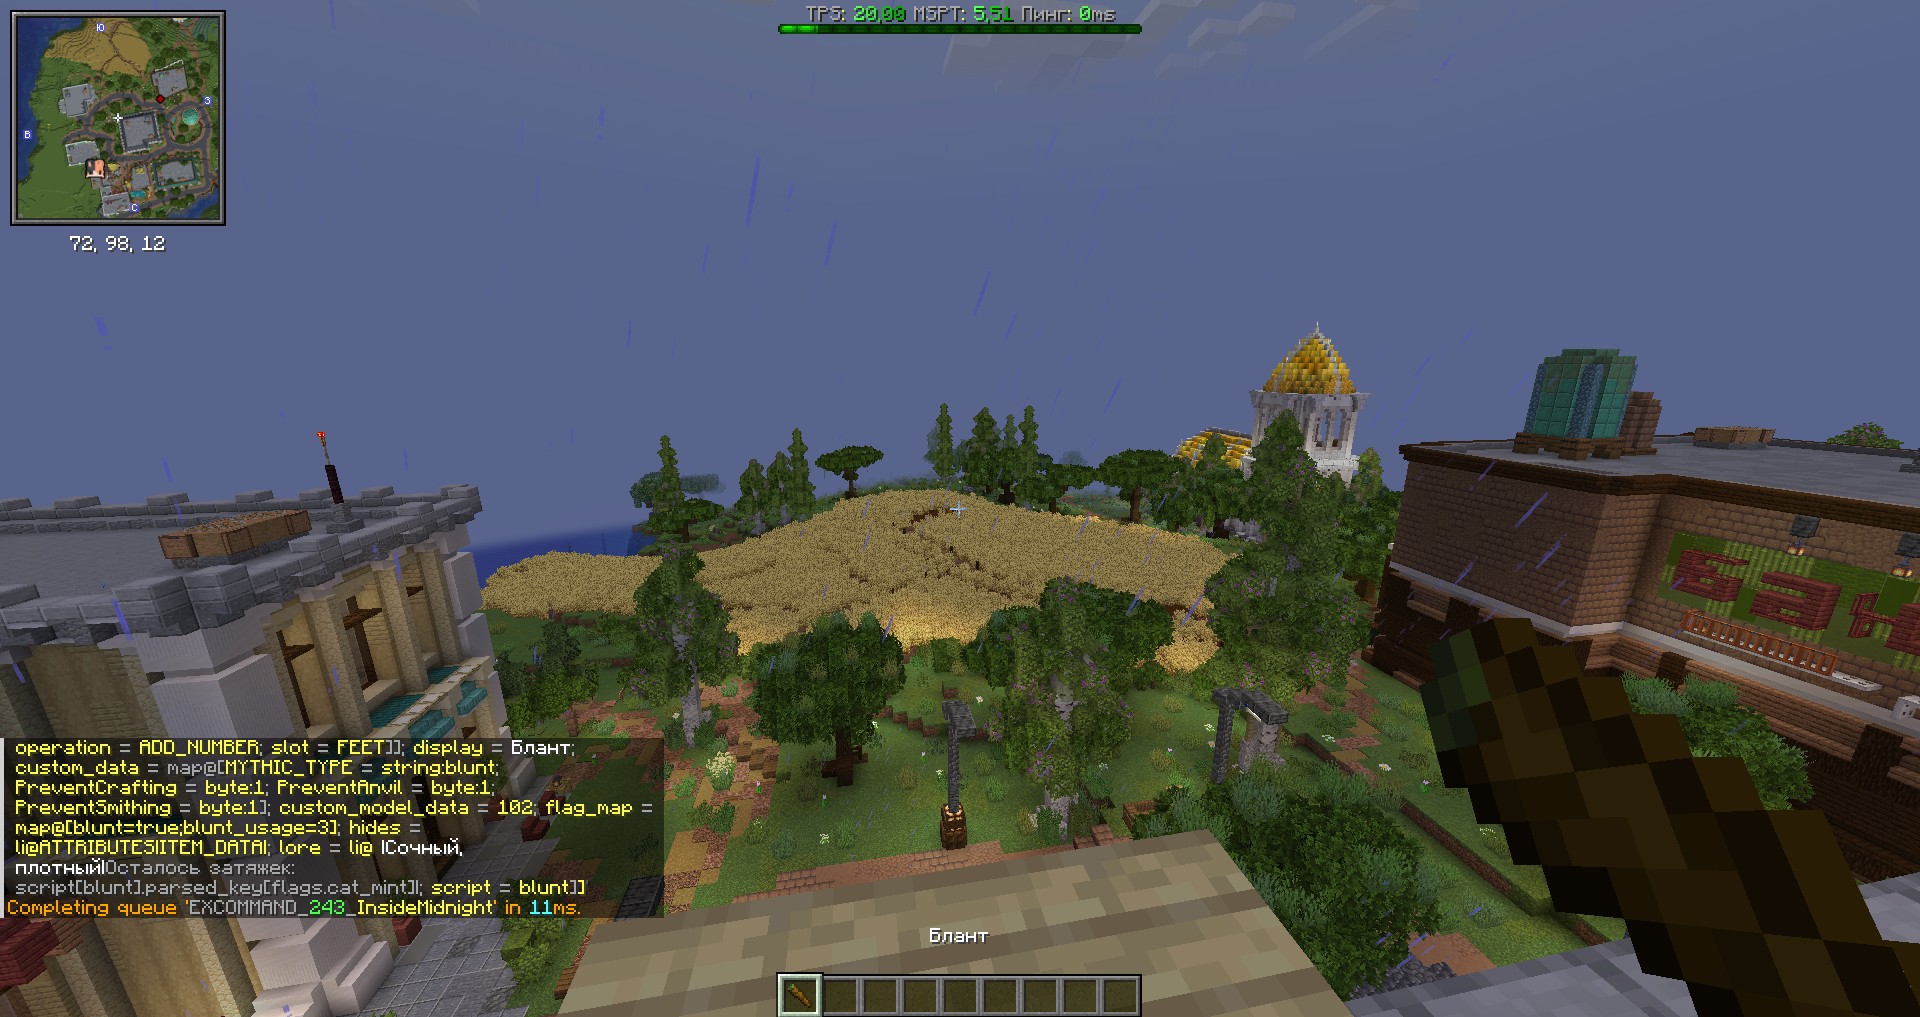 TPS: 20,00 MSPT: 5,51 Пинг: 0ms
Ю
З
В
С
72, 98, 12
operation = ADD_NUMBER; slot = FEET]]; display = Блант;
custom_data = map@[MYTHIC_TYPE = string:blunt;
PreventCrafting = byte:1; PreventAnvil = byte:1;
PreventSmithing = byte:1]; custom_model_data = 102; flag_map =
map@[blunt=true;blunt_usage=3]; hides =
li@ATTRIBUTES|ITEM_DATA|; lore = li@ |Сочный,
плотный|Осталось затяжек:
script[blunt].parsed_key[flags.cat_mint]|; script = blunt]]
Completing queue 'EXCOMMAND_243_InsideMidnight' in 11ms.
Блант